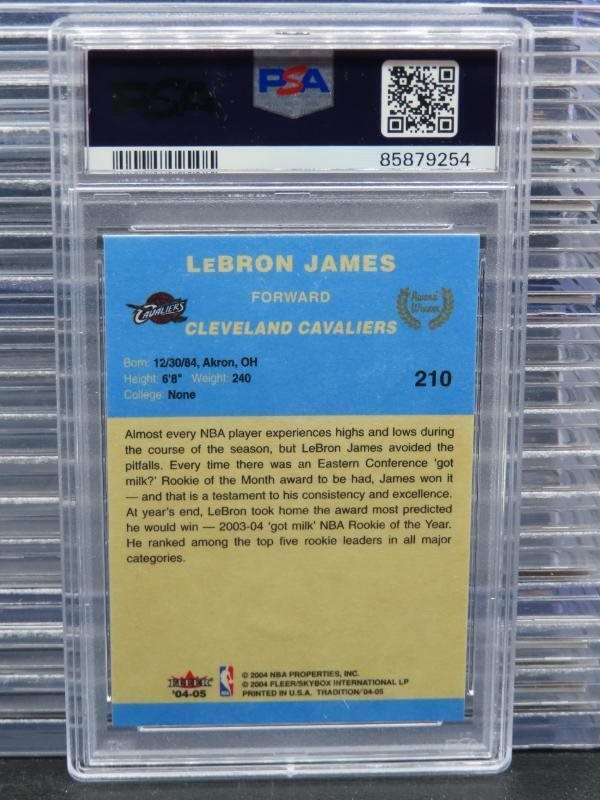 PSA
PSA
85879254
LEBRON JAMES
FORWARD
CAVALIERS
Award Winner
CLEVELAND CAVALIERS
Born: 12/30/84, Akron, OH
Height: 6'8" Weight: 240
College: None
210
Almost every NBA player experiences highs and lows during
the course of the season, but LeBron James avoided the
pitfalls. Every time there was an Eastern Conference 'got
milk?' Rookie of the Month award to be had, James won it
— and that is a testament to his consistency and excellence.
At year's end, LeBron took home the award most predicted
he would win — 2003-04 'got milk' NBA Rookie of the Year.
He ranked among the top five rookie leaders in all major
categories.
FLEER
'04-05
© 2004 NBA PROPERTIES, INC.
© 2004 FLEER/SKYBOX INTERNATIONAL LP
PRINTED IN U.S.A. TRADITION/'04-05